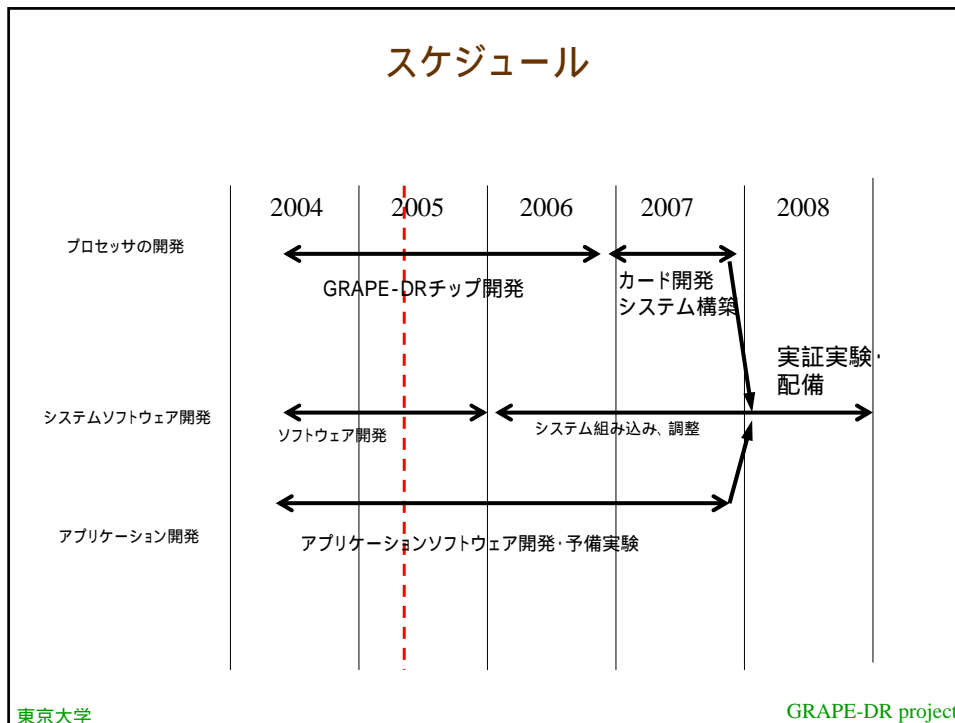 スケジュール
2004 2005 2006 2007 2008
プロセッサの開発
GRAPE-DRチップ開発
カード開発
システム構築
実証実験・
配備
システムソフトウェア開発
ソフトウェア開発
システム組み込み、調整
アプリケーション開発
アプリケーションソフトウェア開発・予備実験
東京大学
GRAPE-DR project